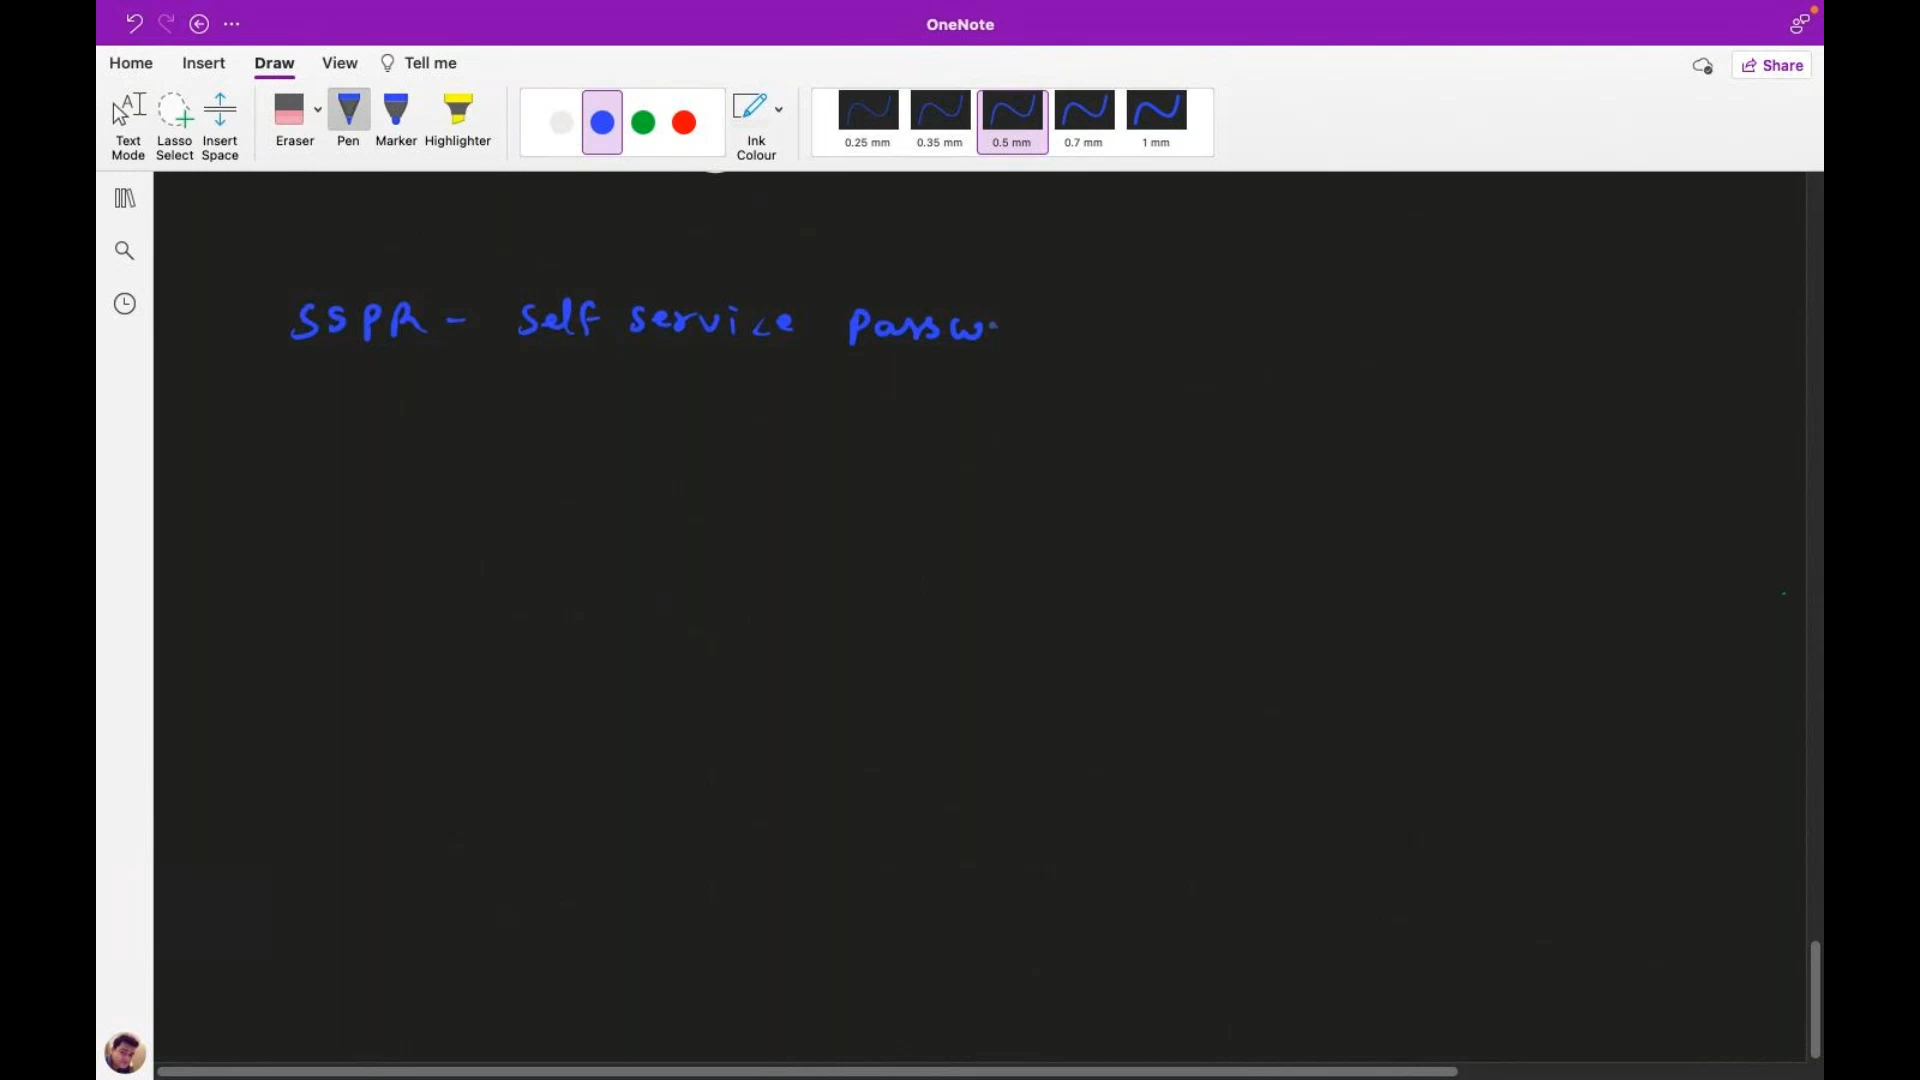 OneNote
Home Insert Draw View Tell me
Share
Text Mode Lasso Select Insert Space Eraser Pen Marker Highlighter Ink Colour 0.25 mm 0.35 mm 0.5 mm 0.7 mm 1 mm
SSPR - Self service passw